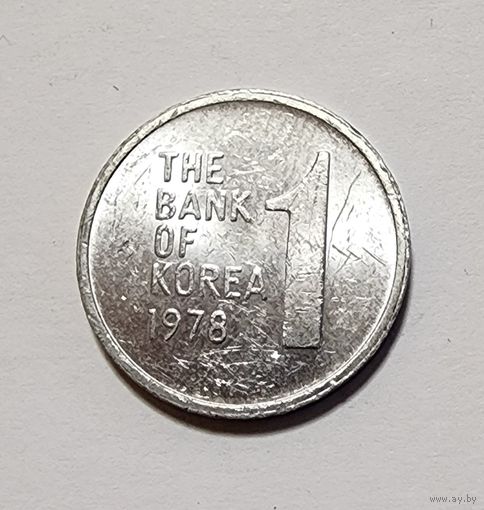 THE
BANK
OF
KOREA
1978
1
www.ay.by